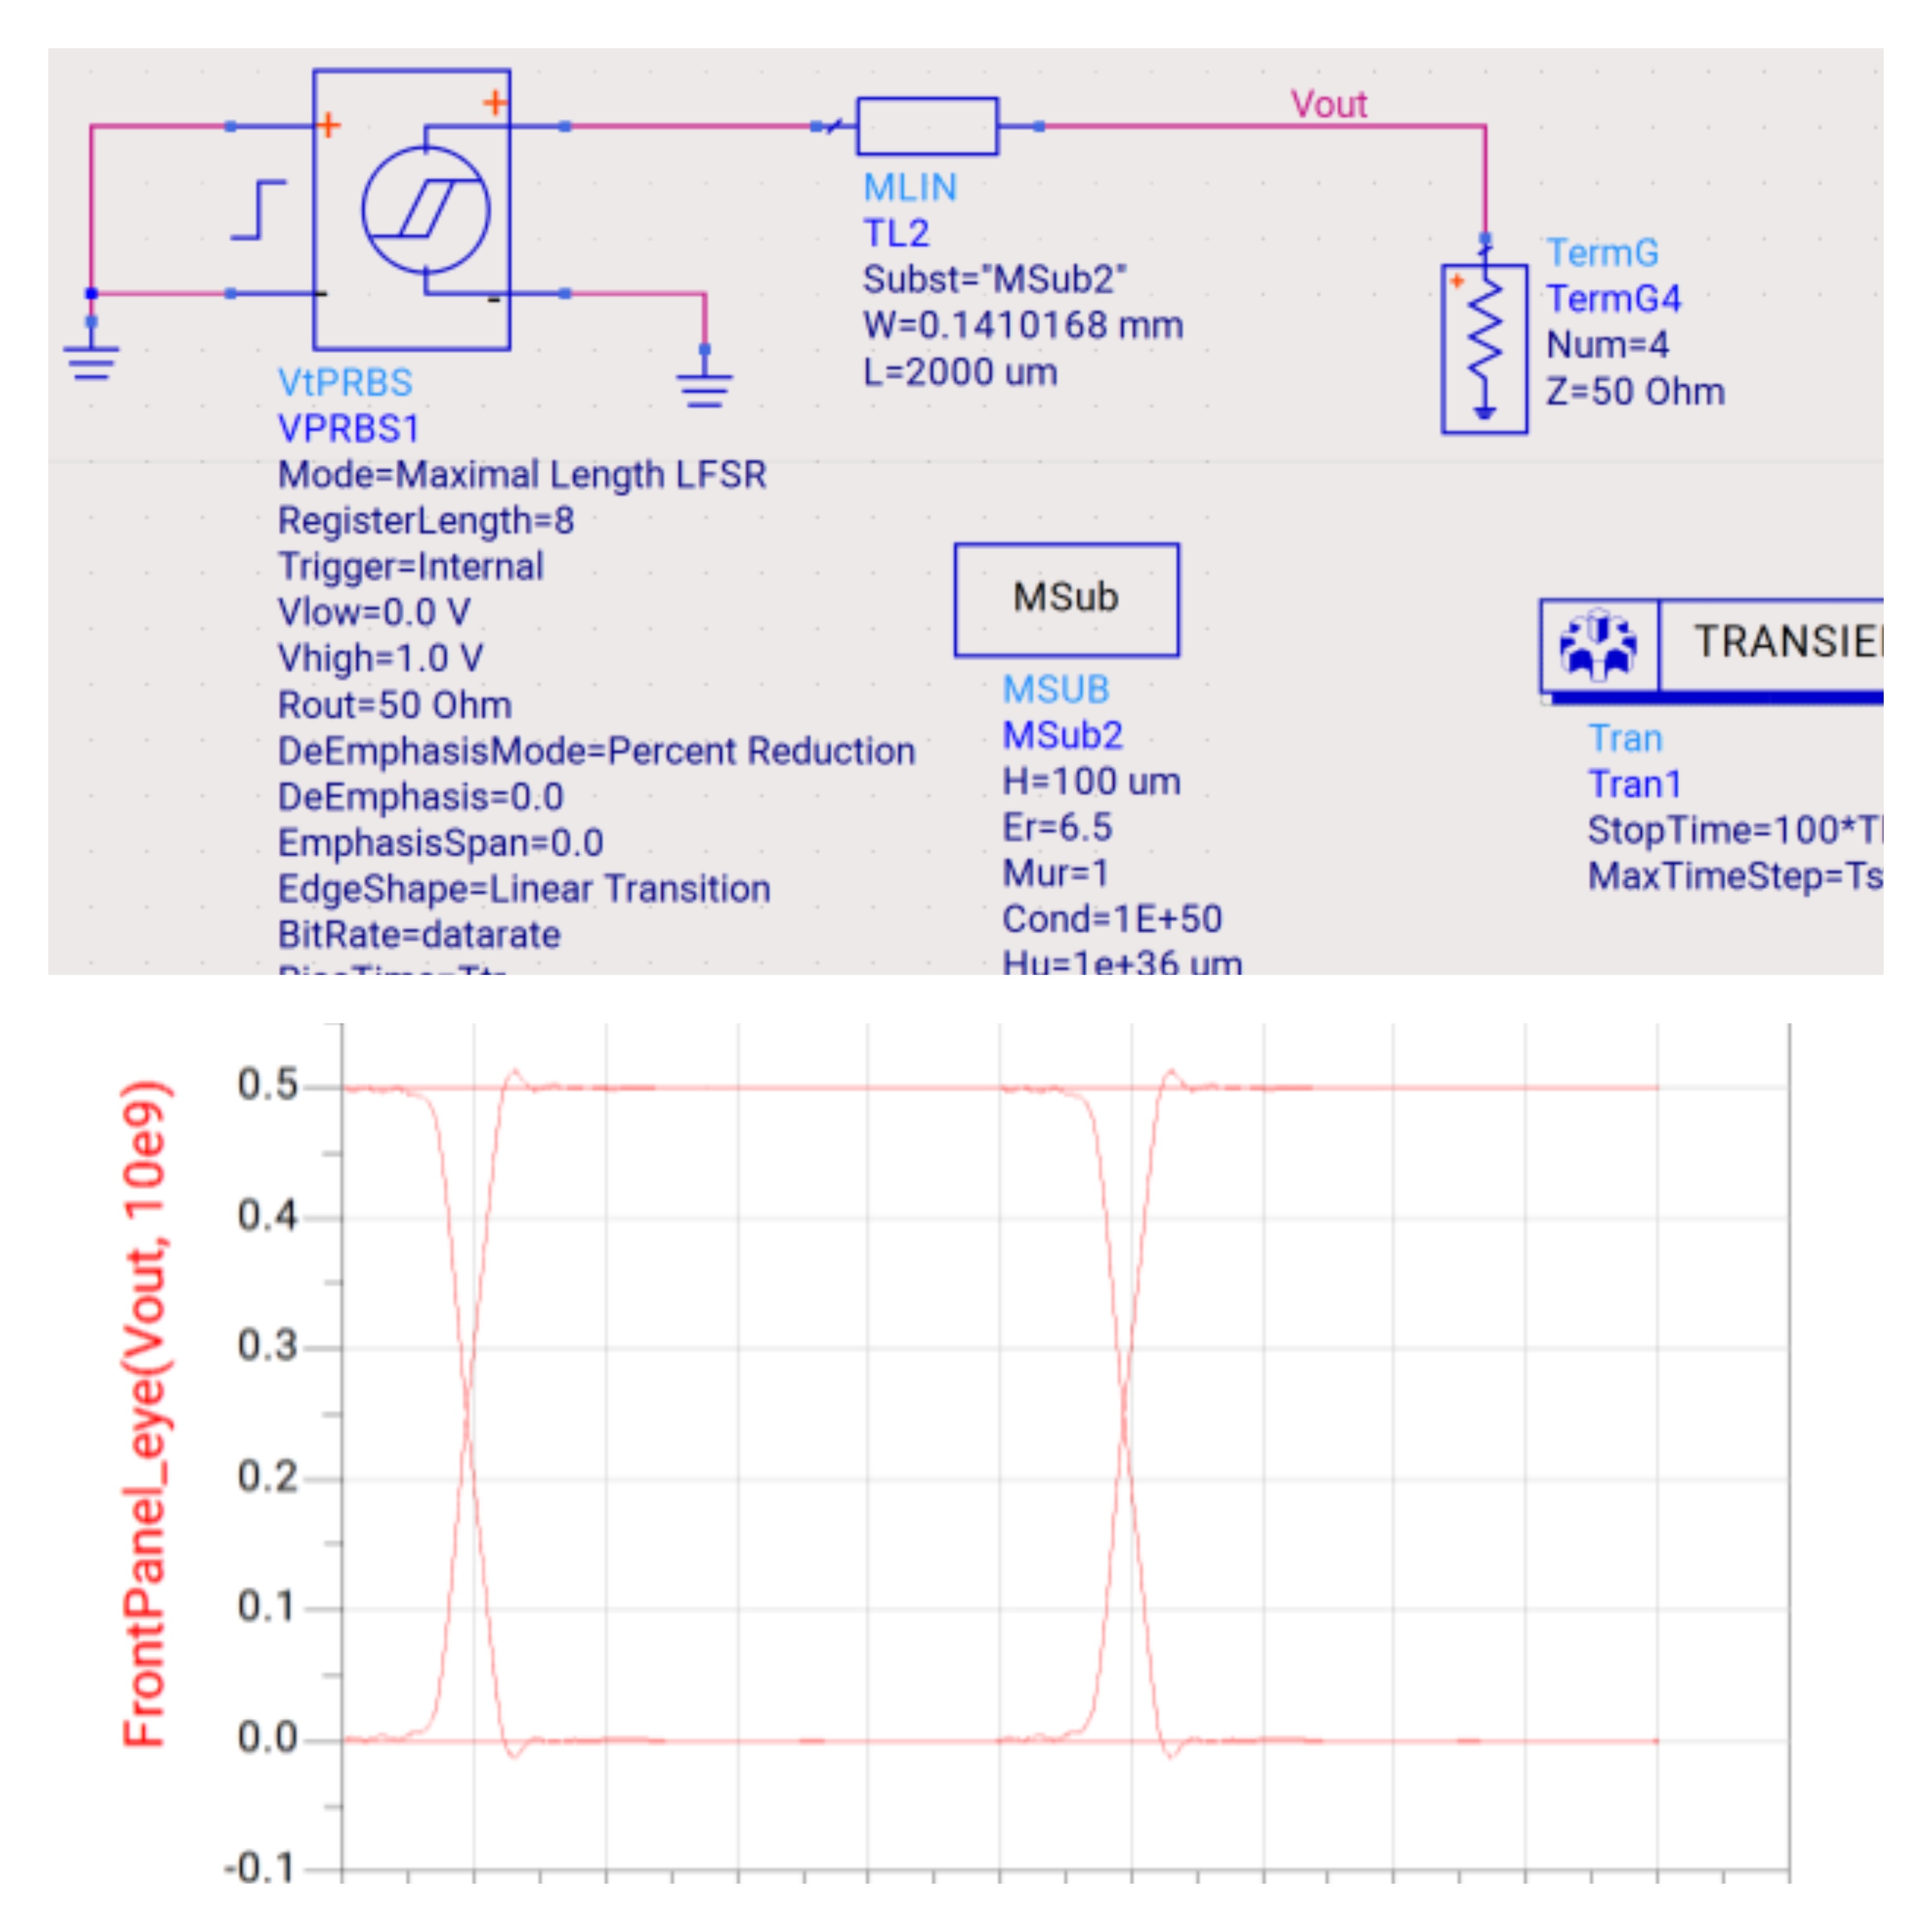 Vout
MLIN
TL2
Subst="MSub2"
W=0.1410168 mm
L=2000 um
TermG
TermG4
Num=4
Z=50 Ohm
VtPRBS
VPRBS1
Mode=Maximal Length LFSR
RegisterLength=8
Trigger=Internal
Vlow=0.0 V
Vhigh=1.0 V
Rout=50 Ohm
DeEmphasisMode=Percent Reduction
DeEmphasis=0.0
EmphasisSpan=0.0
EdgeShape=Linear Transition
BitRate=datarate
MSub
MSUB
MSub2
H=100 um
Er=6.5
Mur=1
Cond=1E+50
Hu=1e+36 um
TRANSIE
Tran
Tran1
StopTime=100*T
MaxTimeStep=Ts
FrontPanel_eye(Vout, 10e9)
0.5
0.4
0.3
0.2
0.1
0.0
-0.1